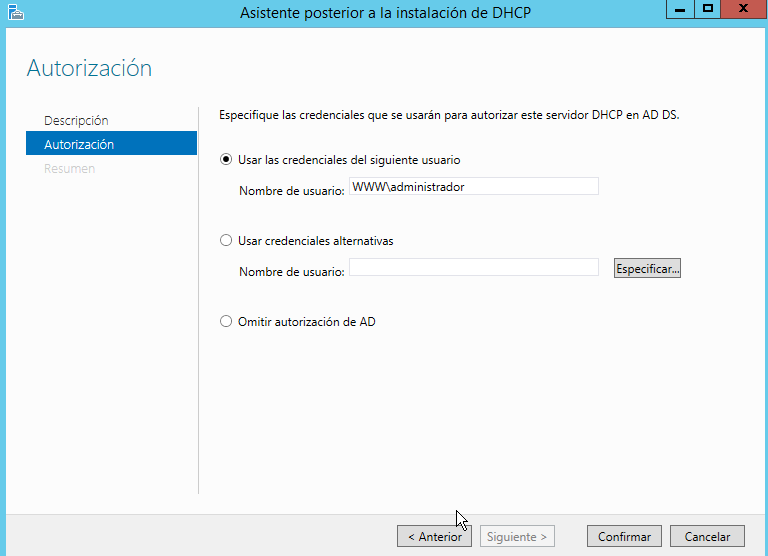 Asistente posterior a la instalación de DHCP
Autorización
Descripción
Autorización
Resumen
Especifique las credenciales que se usarán para autorizar este servidor DHCP en AD DS.
Usar las credenciales del siguiente usuario
Nombre de usuario: WWW\administrador
Usar credenciales alternativas
Nombre de usuario:
Especificar...
Omitir autorización de AD
< Anterior
Siguiente >
Confirmar
Cancelar